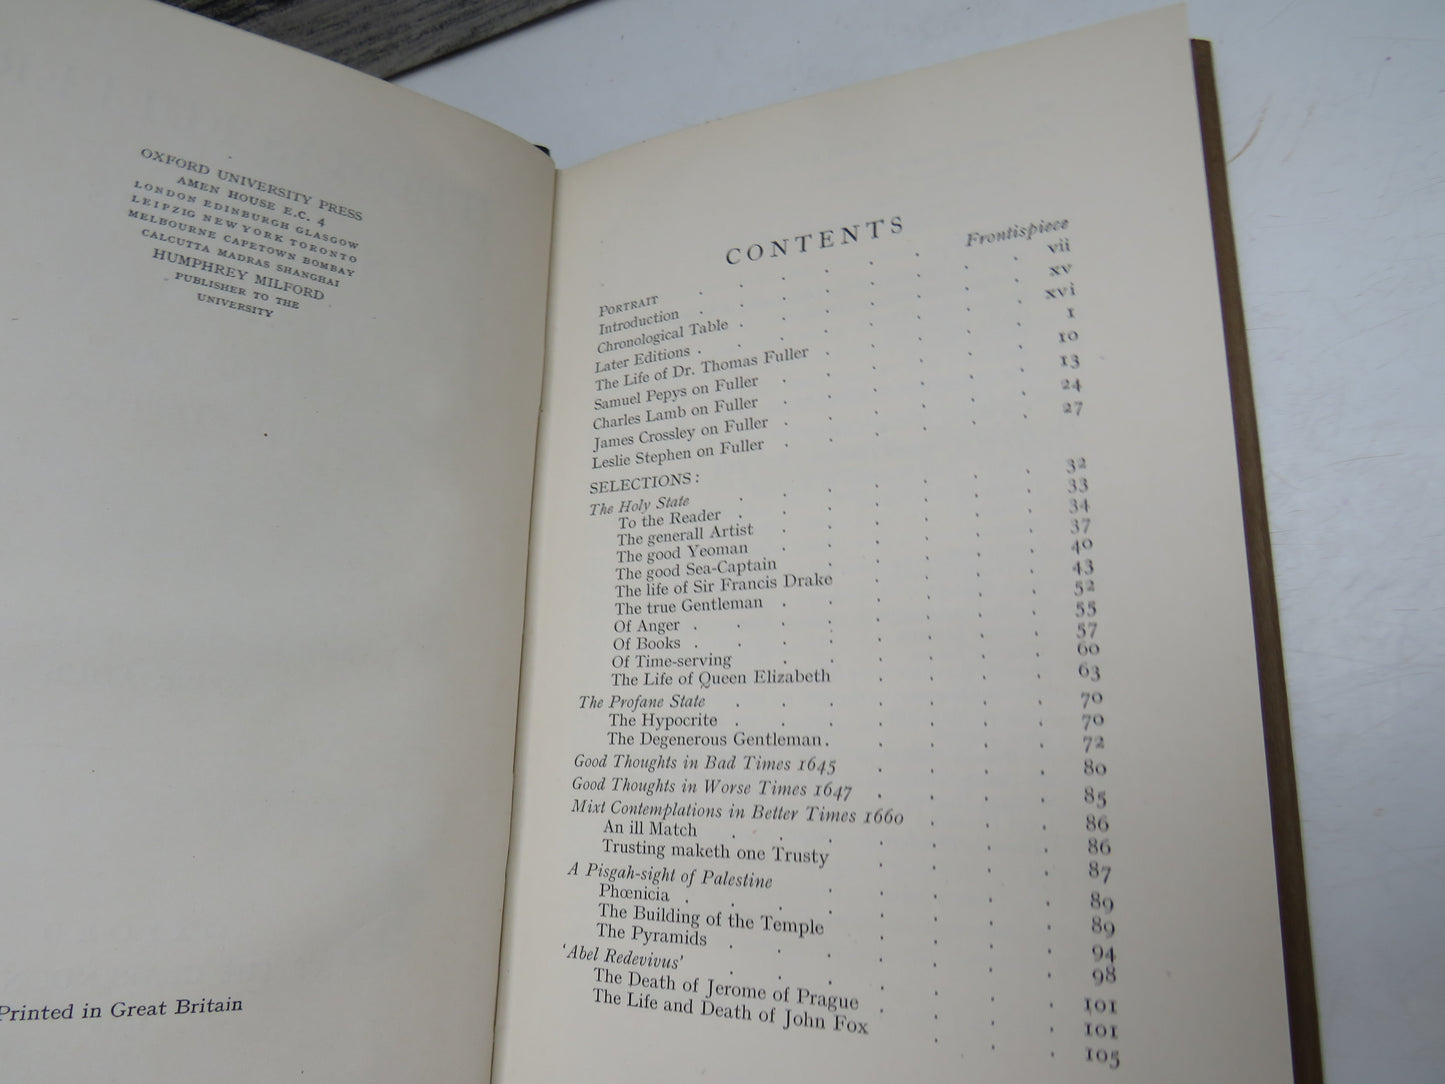 OXFORD UNIVERSITY PRESS
AMEN HOUSE E.C. 4
LONDON EDINBURGH GLASGOW
LEIPZIG NEW YORK TORONTO
MELBOURNE CAPETOWN BOMBAY
CALCUTTA MADRAS SHANGHAI
HUMPHREY MILFORD
PUBLISHER TO THE
UNIVERSITY
Printed in Great Britain
CONTENTS
PORTRAIT . . . . . . . Frontispiece
Introduction . . . . . . . . vii
Chronological Table . . . . . . . xv
Later Editions . . . . . . . . xvi
The Life of Dr. Thomas Fuller . . . . . 1
Samuel Pepys on Fuller . . . . . . 10
Charles Lamb on Fuller . . . . . . 13
James Crossley on Fuller . . . . . . 24
Leslie Stephen on Fuller . . . . . . 27
SELECTIONS:
The Holy State . . . . . . . 32
To the Reader . . . . . . . 33
The generall Artist . . . . . . 34
The good Yeoman . . . . . . 37
The good Sea-Captain . . . . . 40
The life of Sir Francis Drake . . . . 43
The true Gentleman . . . . . . 52
Of Anger . . . . . . . . 55
Of Books . . . . . . . . 57
Of Time-serving . . . . . . 60
The Life of Queen Elizabeth . . . . 63
The Profane State . . . . . . . 70
The Hypocrite . . . . . . . 70
The Degenerous Gentleman . . . . . 72
Good Thoughts in Bad Times 1645 . . . . 80
Good Thoughts in Worse Times 1647 . . . . 85
Mixt Contemplations in Better Times 1660 . . . 86
An ill Match . . . . . . . 86
Trusting maketh one Trusty . . . . 87
A Pisgah-sight of Palestine . . . . . 89
Phœnicia . . . . . . . . 89
The Building of the Temple . . . . 94
The Pyramids . . . . . . . 98
'Abel Redevivus' . . . . . . . 101
The Death of Jerome of Prague . . . . 101
The Life and Death of John Fox . . . 105